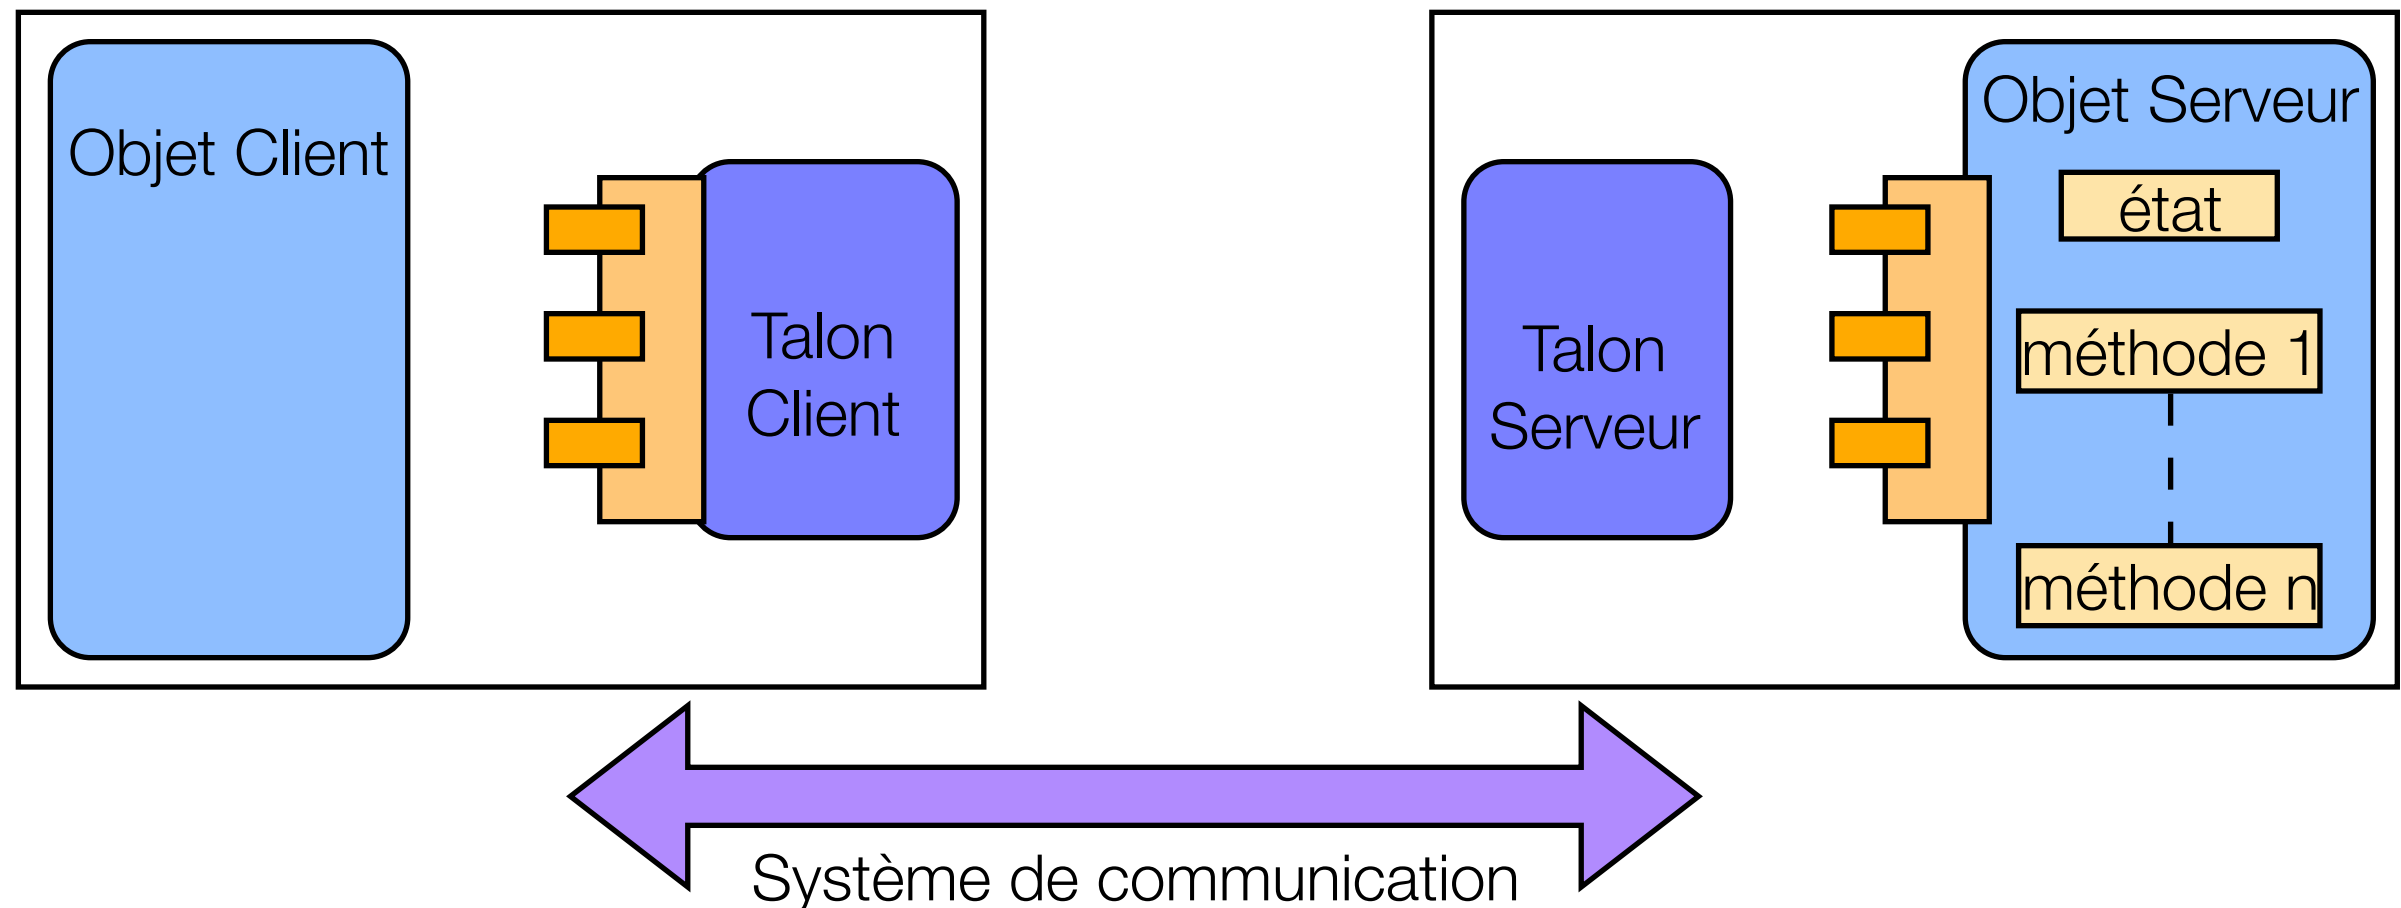 Objet Client
Talon
Client
Talon
Serveur
Objet Serveur
état
méthode 1
méthode n
Système de communication